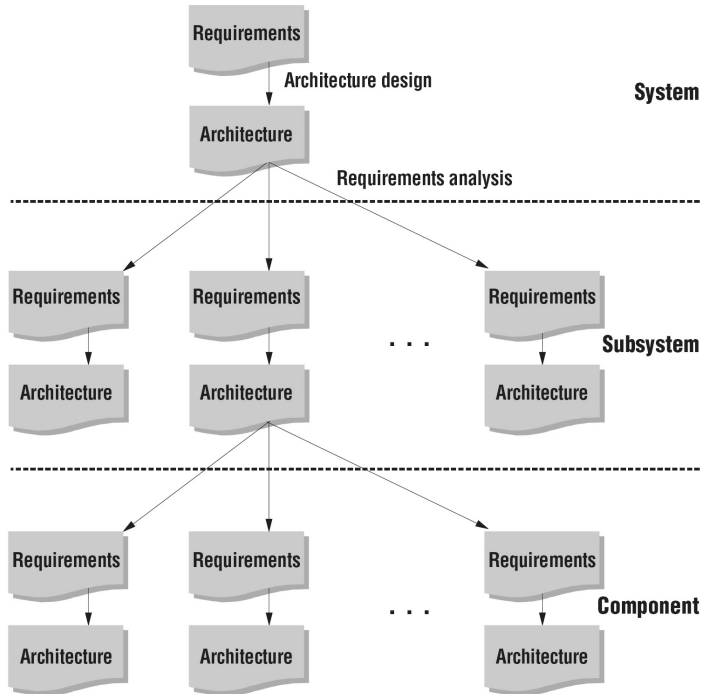 Requirements
Architecture design
System
Architecture
Requirements analysis
Requirements Requirements Requirements
. . .
Subsystem
Architecture Architecture Architecture
Requirements Requirements Requirements
. . .
Component
Architecture Architecture Architecture